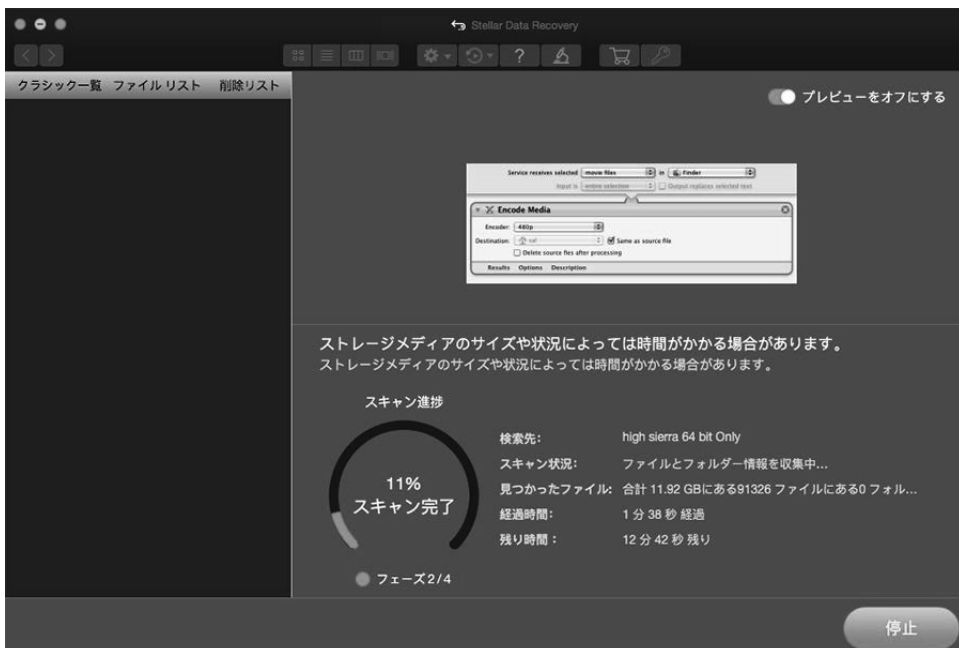 Stellar Data Recovery
?
クラシック一覧 ファイル リスト 削除リスト
プレビューをオフにする
Service receives selected movie files in Finder
Input is entire selection Output replaces selected text
Encode Media
Encoder: 480p
Destination: Same as source file
Delete source files after processing
Results Options Description
ストレージメディアのサイズや状況によっては時間がかかる場合があります。
ストレージメディアのサイズや状況によっては時間がかかる場合があります。
スキャン進捗
11%
スキャン完了
フェーズ2/4
検索先: high sierra 64 bit Only
スキャン状況: ファイルとフォルダー情報を収集中...
見つかったファイル: 合計 11.92 GBにある91326 ファイルにある0 フォル...
経過時間: 1 分 38 秒 経過
残り時間: 12 分 42 秒 残り
停止